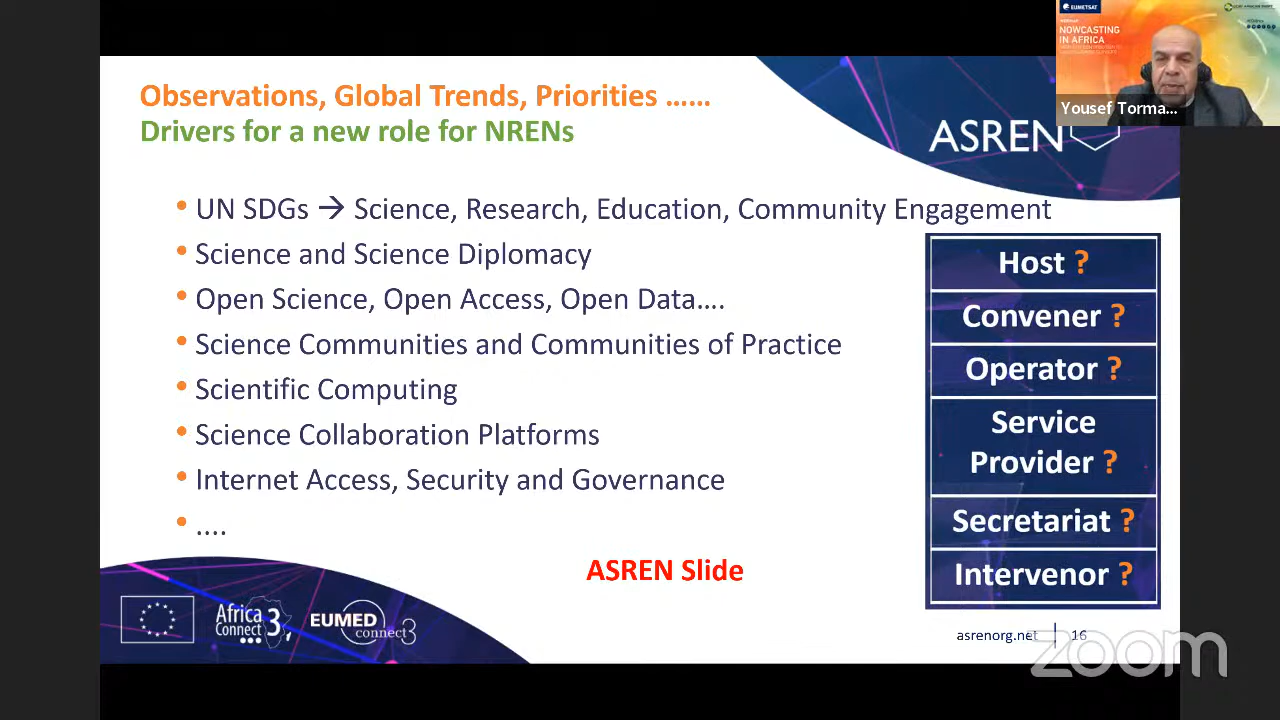 Observations, Global Trends, Priorities ......
Drivers for a new role for NRENs
ASREN
• UN SDGs → Science, Research, Education, Community Engagement
• Science and Science Diplomacy
• Open Science, Open Access, Open Data....
• Science Communities and Communities of Practice
• Scientific Computing
• Science Collaboration Platforms
• Internet Access, Security and Governance
• ....
Host ?
Convener ?
Operator ?
Service
Provider ?
Secretariat ?
Intervenor ?
ASREN Slide
Africa
Connect 3
EUMED
connect3
asrenorg.net | 16
zoom
EUMETSAT
NOWCASTING
IN AFRICA
Yousef Torma...